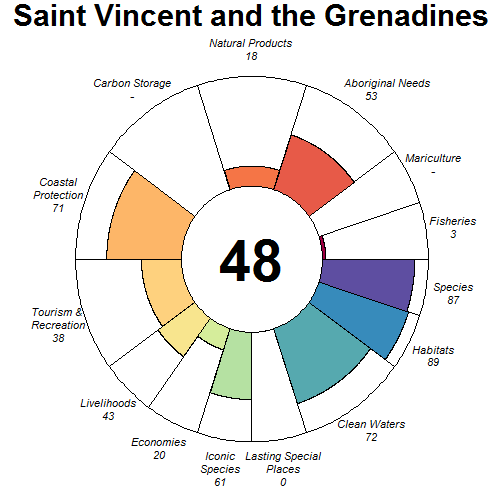 Saint Vincent and the Grenadines
Natural Products
18
Carbon Storage
-
Aboriginal Needs
53
Mariculture
-
Coastal
Protection
71
Fisheries
3
48
Species
87
Tourism &
Recreation
38
Habitats
89
Livelihoods
43
Clean Waters
72
Economies
20
Iconic
Species
61
Lasting Special
Places
0